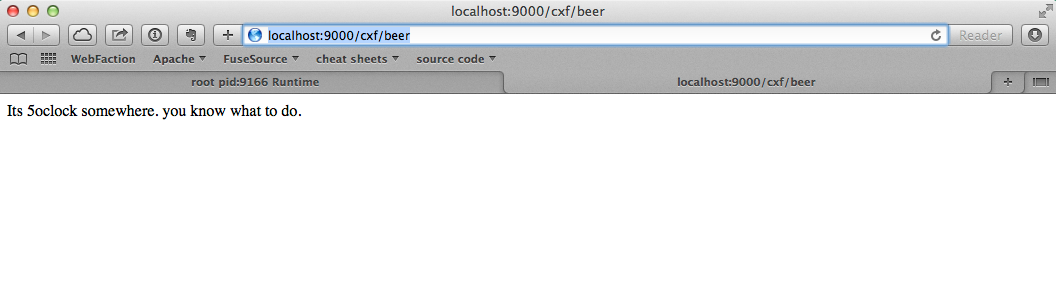 localhost:9000/cxf/beer
localhost:9000/cxf/beer Reader
WebFaction Apache FuseSource cheat sheets source code
root pid:9166 Runtime localhost:9000/cxf/beer
Its 5oclock somewhere. you know what to do.